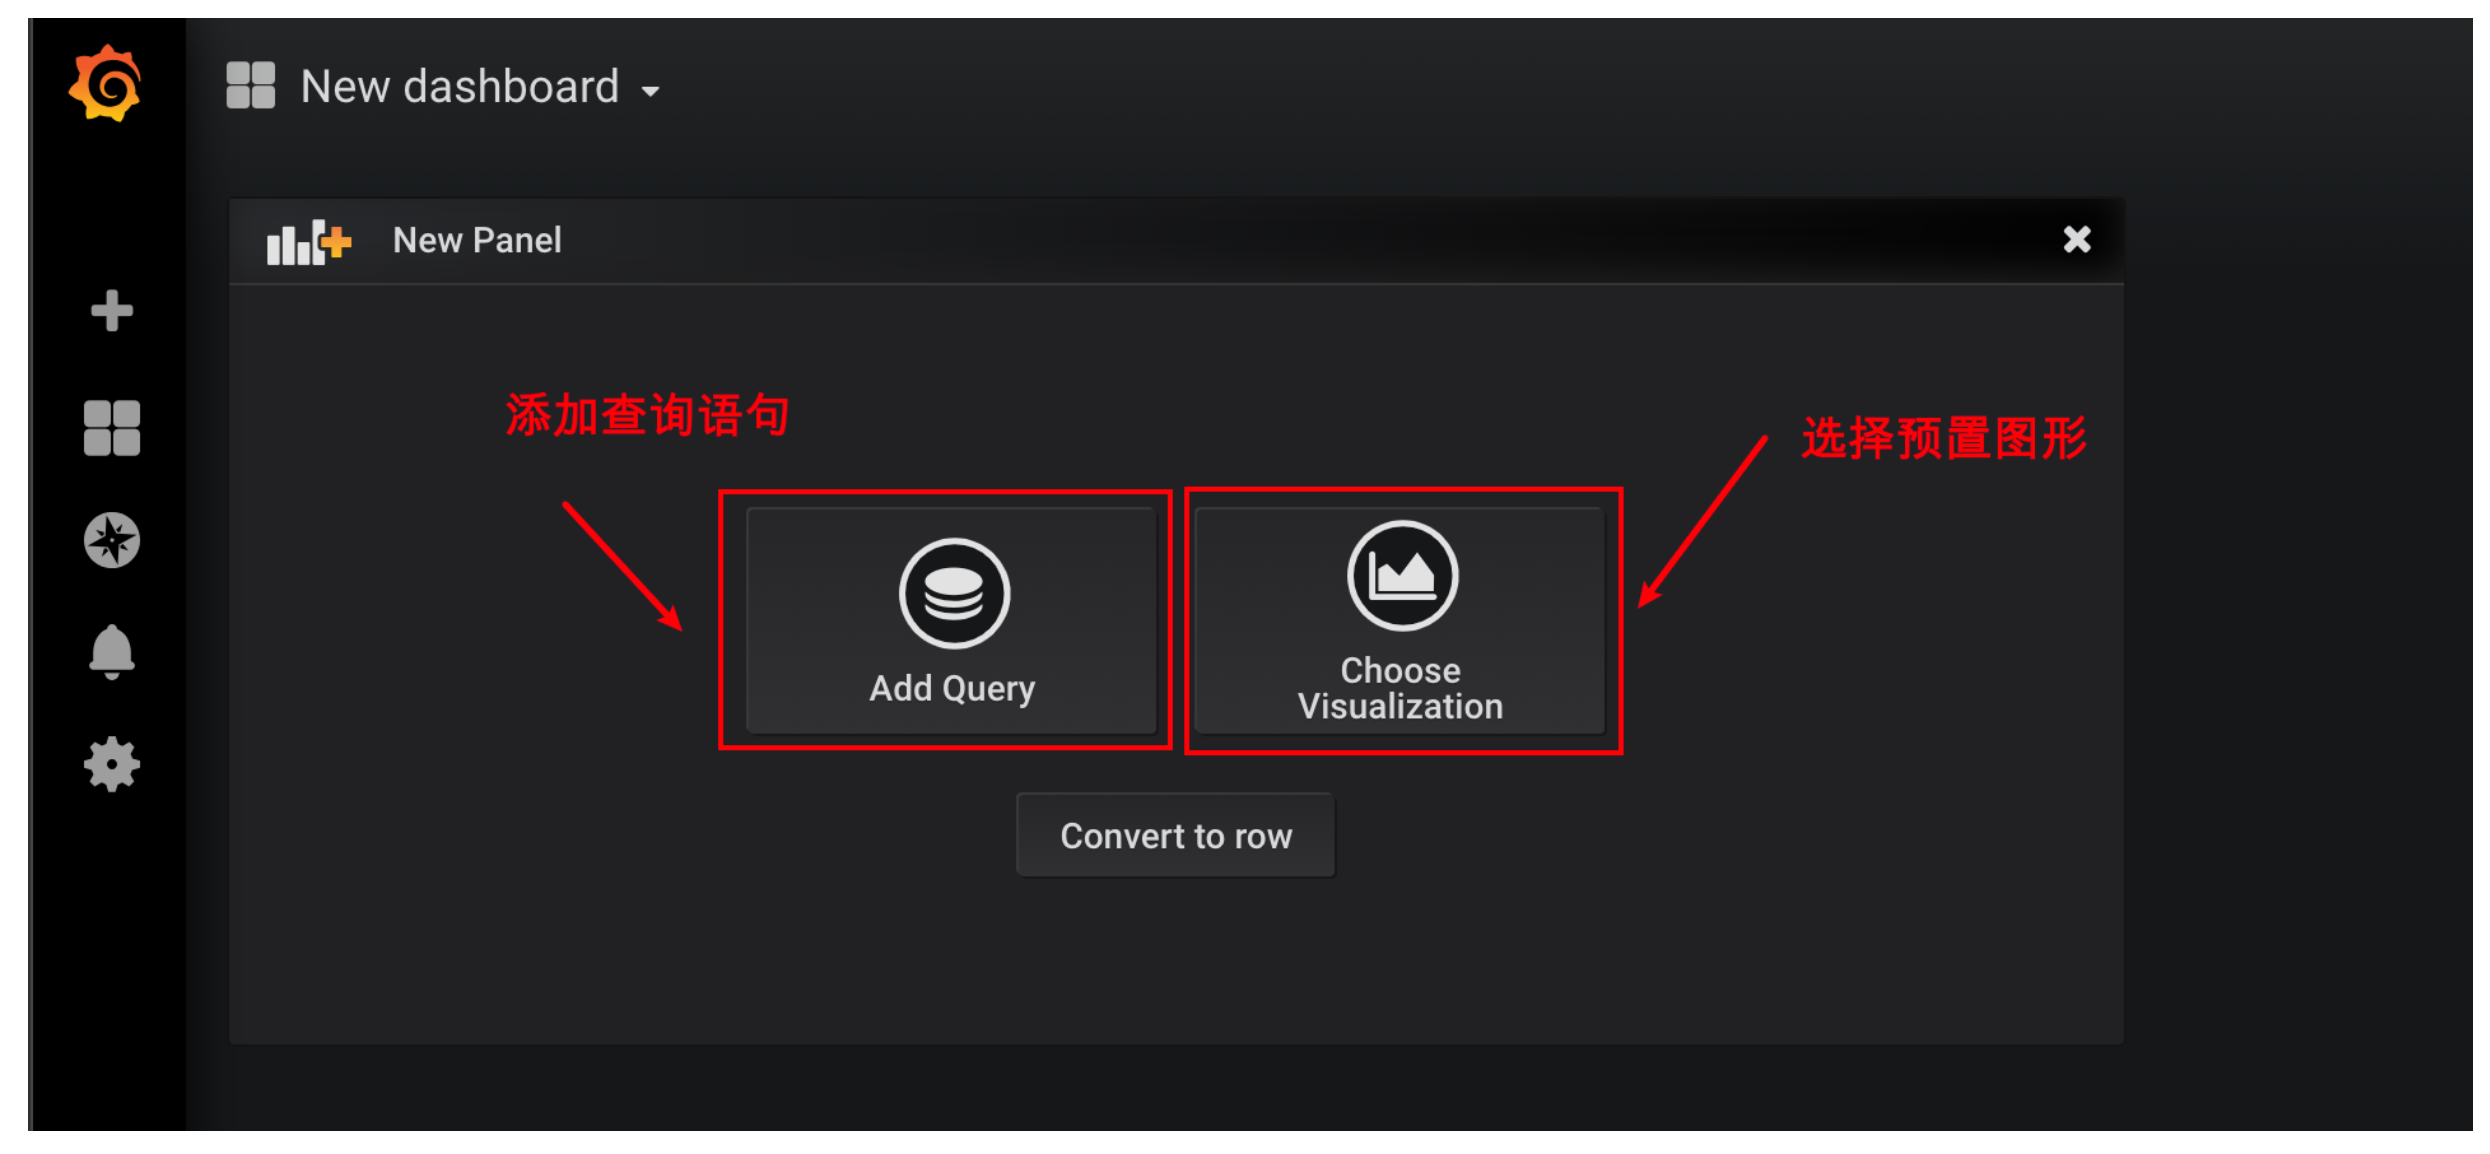 New dashboard
New Panel
添加查询语句
选择预置图形
Add Query
Choose
Visualization
Convert to row